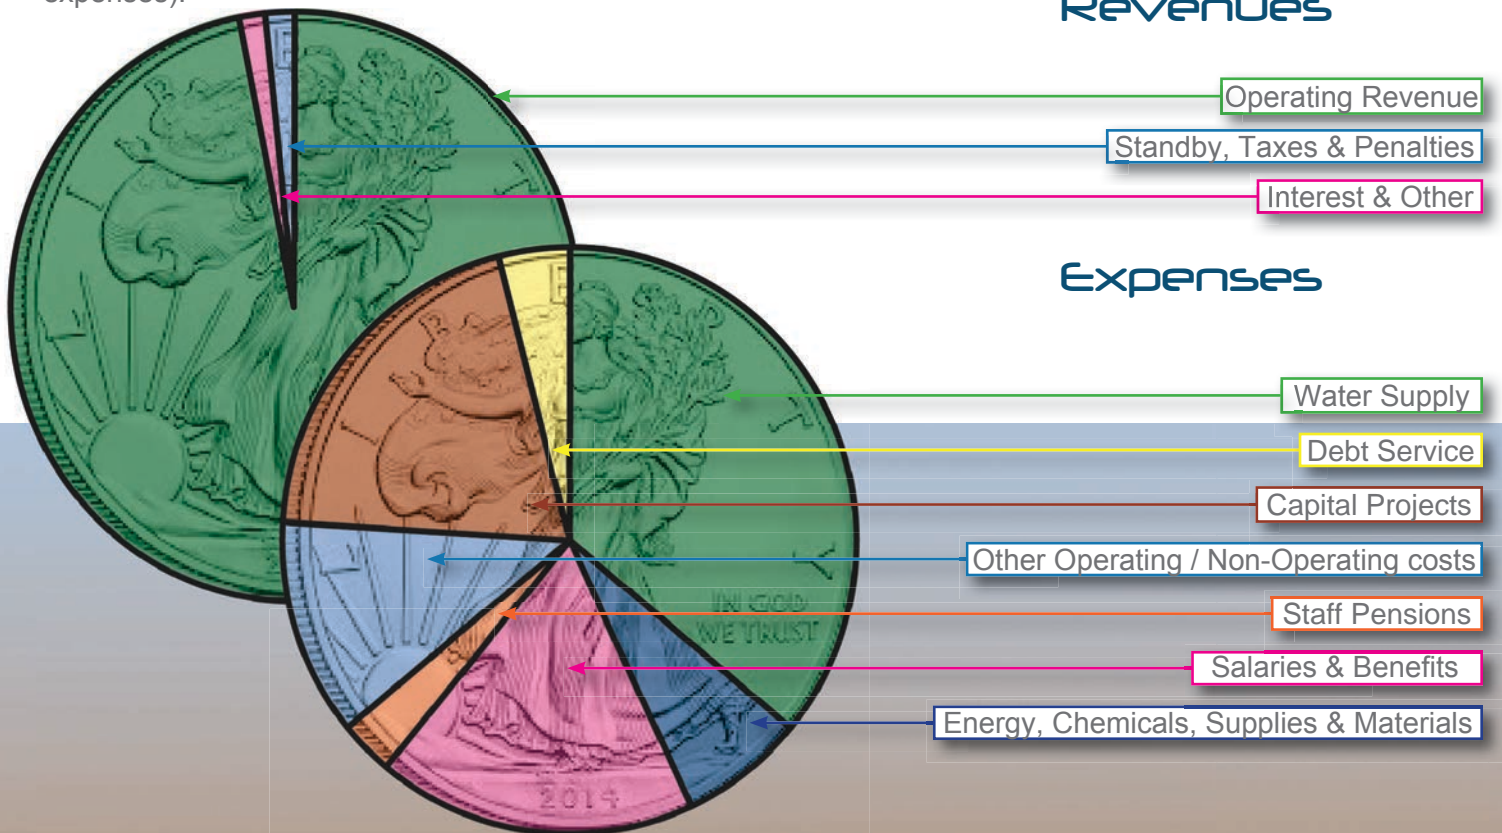 expenses).
Revenues
Operating Revenue
Standby, Taxes & Penalties
Interest & Other
Expenses
Water Supply
Debt Service
Capital Projects
Other Operating / Non-Operating costs
IN GOD
WE TRUST
Staff Pensions
Salaries & Benefits
Energy, Chemicals, Supplies & Materials
2014